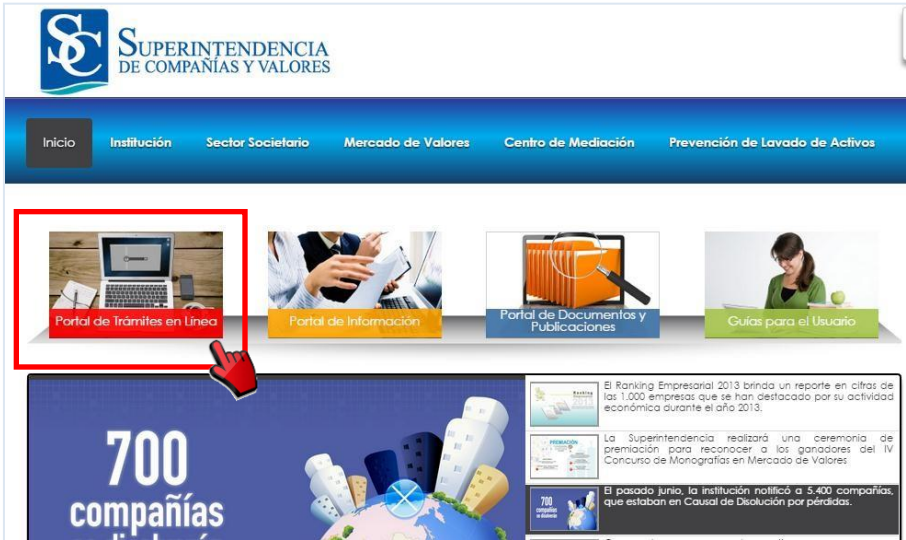 SC
SUPERINTENDENCIA
DE COMPAÑÍAS Y VALORES
Inicio Institución Sector Societario Mercado de Valores Centro de Mediación Prevención de Lavado de Activos
Portal de Trámites en Línea
Portal de Información
Portal de Documentos y
Publicaciones
Guías para el Usuario
700
compañías
El Ranking Empresarial 2013 brinda un reporte en cifras de
las 1.000 empresas que se han destacado por su actividad
económica durante el año 2013.
La Superintendencia realizará una ceremonia de
premiación para reconocer a los ganadores del IV
Concurso de Monografías en Mercado de Valores
700
El pasado junio, la institución notificó a 5.400 compañías,
que estaban en Causal de Disolución por pérdidas.